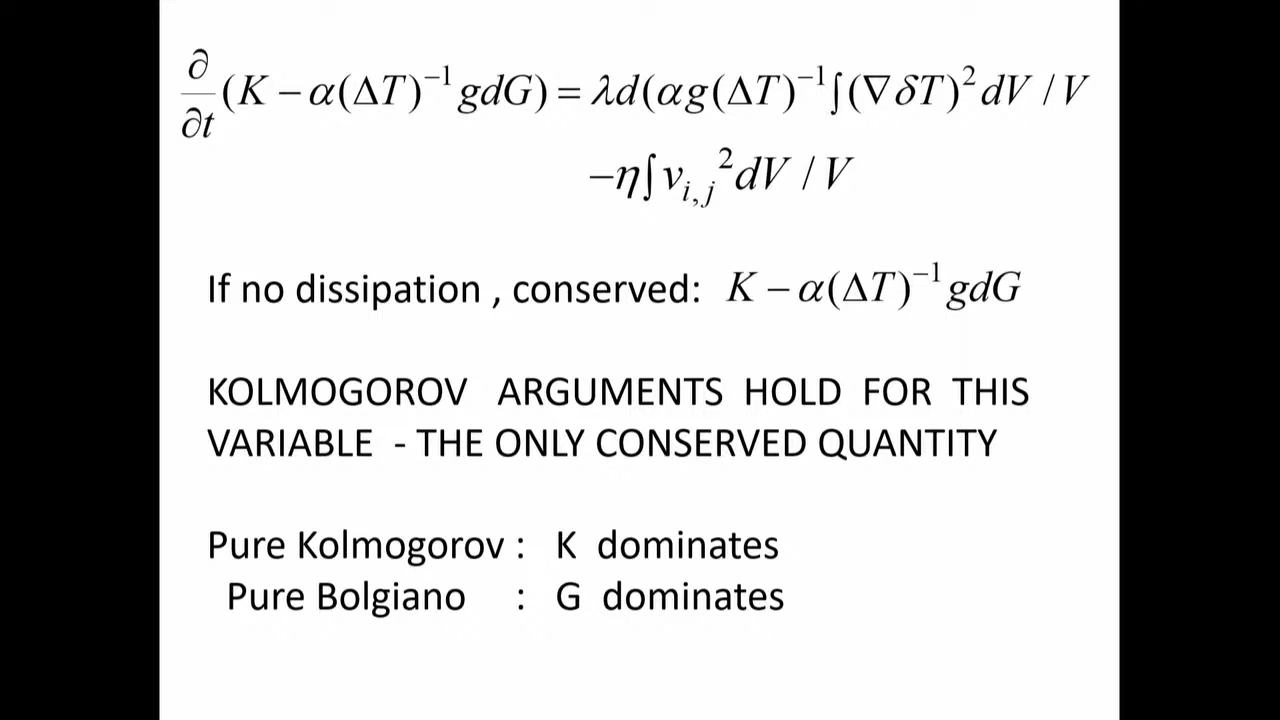 ∂/∂t (K − α(ΔT)⁻¹ gdG) = λd(αg(ΔT)⁻¹ ∫(∇δT)² dV / V
−η∫ v_{i,j}² dV / V
If no dissipation , conserved: K − α(ΔT)⁻¹ gdG
KOLMOGOROV ARGUMENTS HOLD FOR THIS
VARIABLE - THE ONLY CONSERVED QUANTITY
Pure Kolmogorov : K dominates
Pure Bolgiano : G dominates